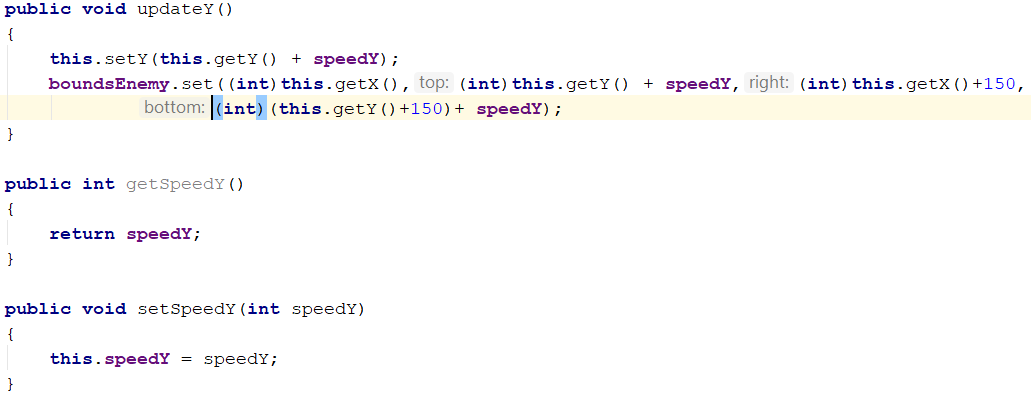 public void updateY()
{
    this.setY(this.getY() + speedY);
    boundsEnemy.set((int)this.getX(), top: (int)this.getY() + speedY, right: (int)this.getX()+150,
            bottom: (int)(this.getY()+150)+ speedY);
}

public int getSpeedY()
{
    return speedY;
}

public void setSpeedY(int speedY)
{
    this.speedY = speedY;
}